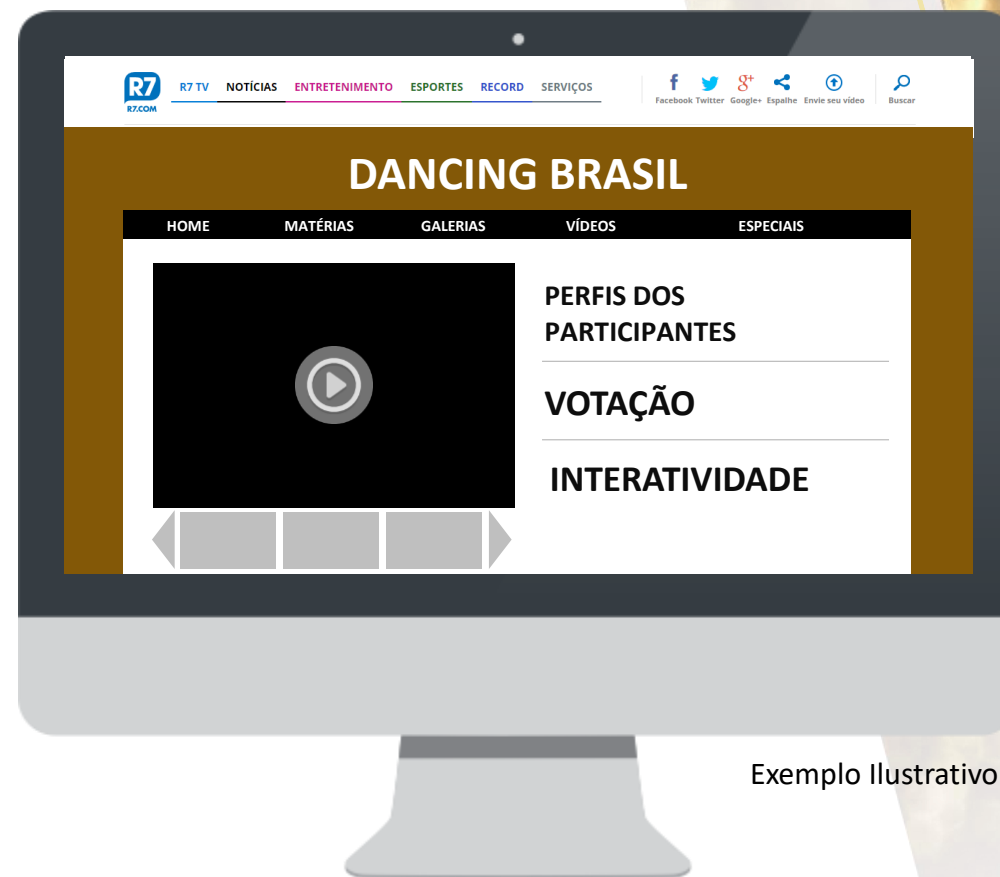 R7
R7.COM
R7 TV NOTÍCIAS ENTRETENIMENTO ESPORTES RECORD SERVIÇOS
f
g+
Facebook Twitter Google+ Espalhe Envie seu vídeo Buscar
DANCING BRASIL
HOME MATÉRIAS GALERIAS VÍDEOS ESPECIAIS
PERFIS DOS
PARTICIPANTES
VOTAÇÃO
INTERATIVIDADE
Exemplo Ilustrativo